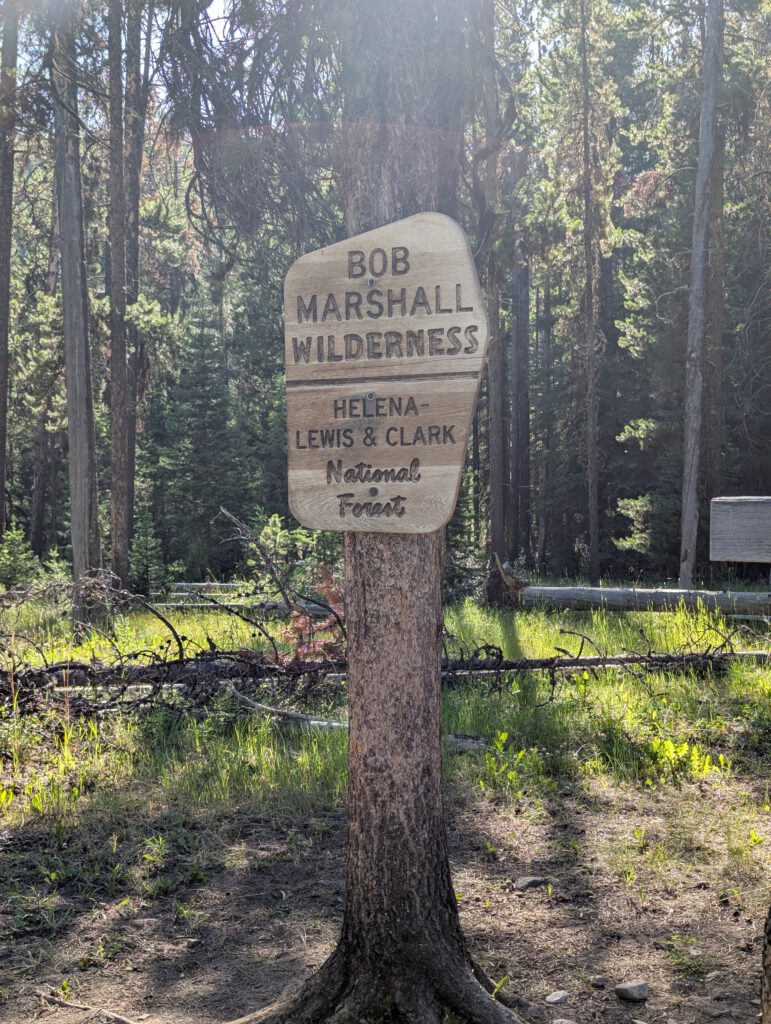 BOB
MARSHALL
WILDERNESS
HELENA-
LEWIS & CLARK
National
Forest